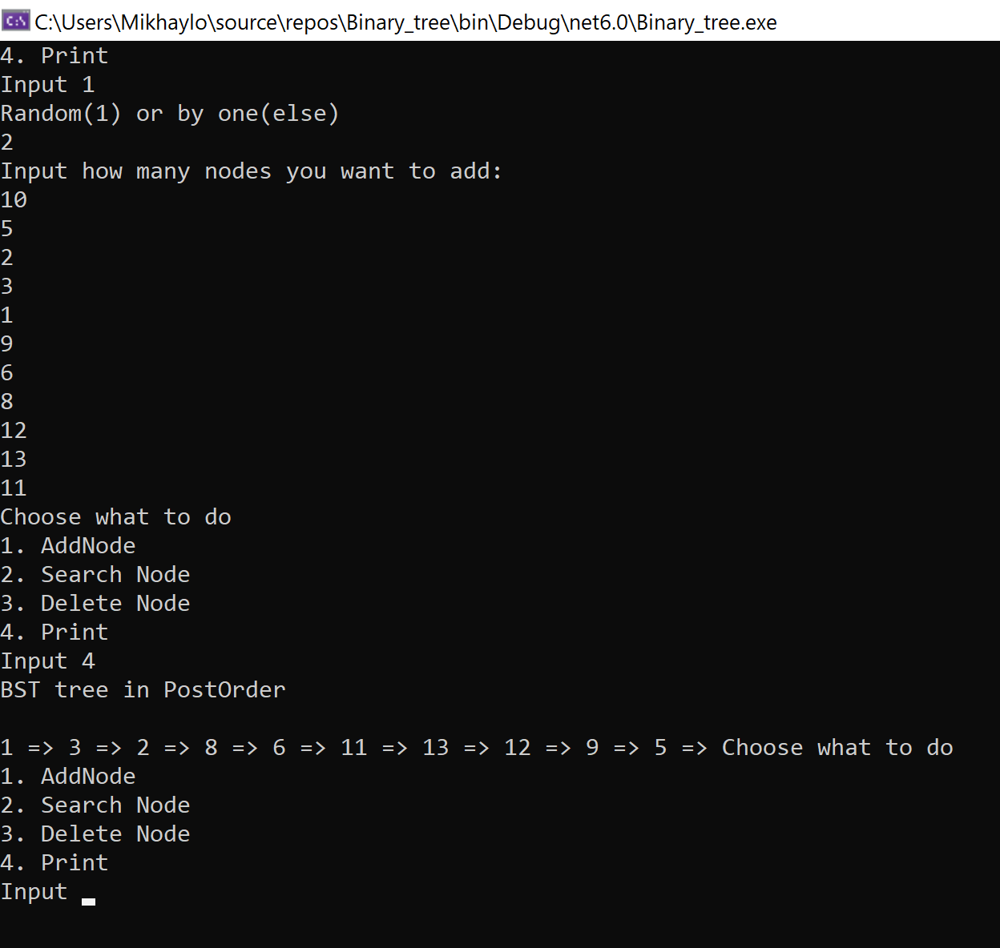 C:\Users\Mikhaylo\source\repos\Binary_tree\bin\Debug\net6.0\Binary_tree.exe
4. Print
Input 1
Random(1) or by one(else)
2
Input how many nodes you want to add:
10
5
2
3
1
9
6
8
12
13
11
Choose what to do
1. AddNode
2. Search Node
3. Delete Node
4. Print
Input 4
BST tree in PostOrder
1 => 3 => 2 => 8 => 6 => 11 => 13 => 12 => 9 => 5 => Choose what to do
1. AddNode
2. Search Node
3. Delete Node
4. Print
Input